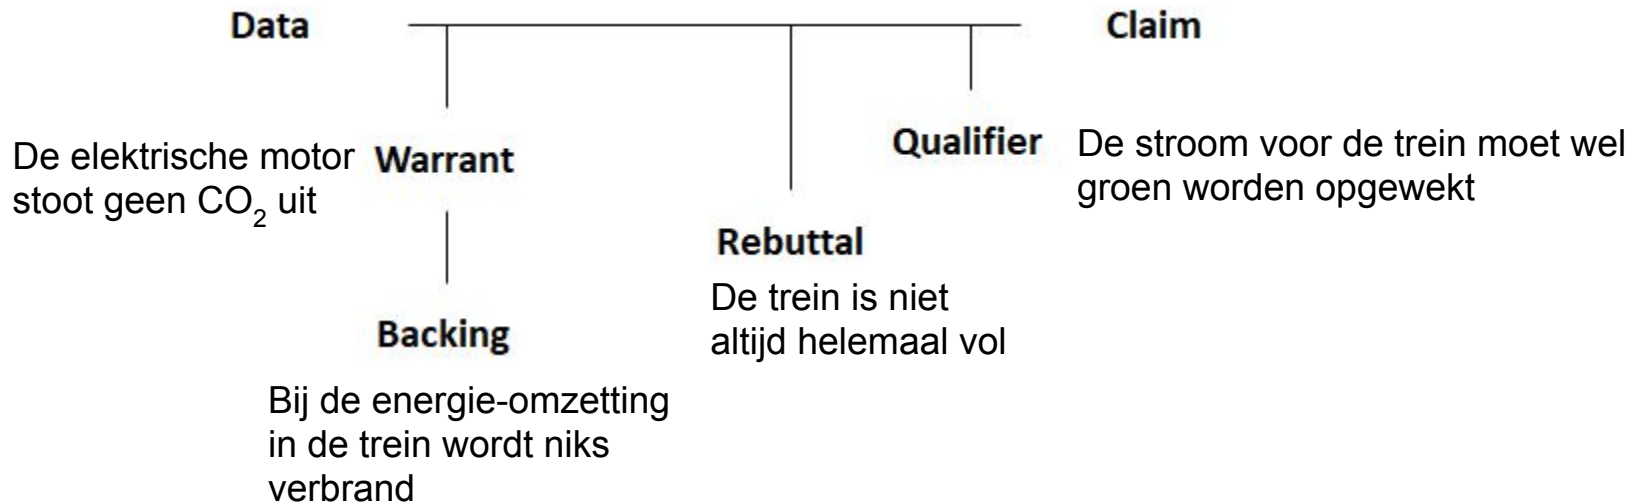 Data
Claim
De elektrische motor
stoot geen CO₂ uit
Warrant
Qualifier
De stroom voor de trein moet wel
groen worden opgewekt
Rebuttal
De trein is niet
altijd helemaal vol
Backing
Bij de energie-omzetting
in de trein wordt niks
verbrand